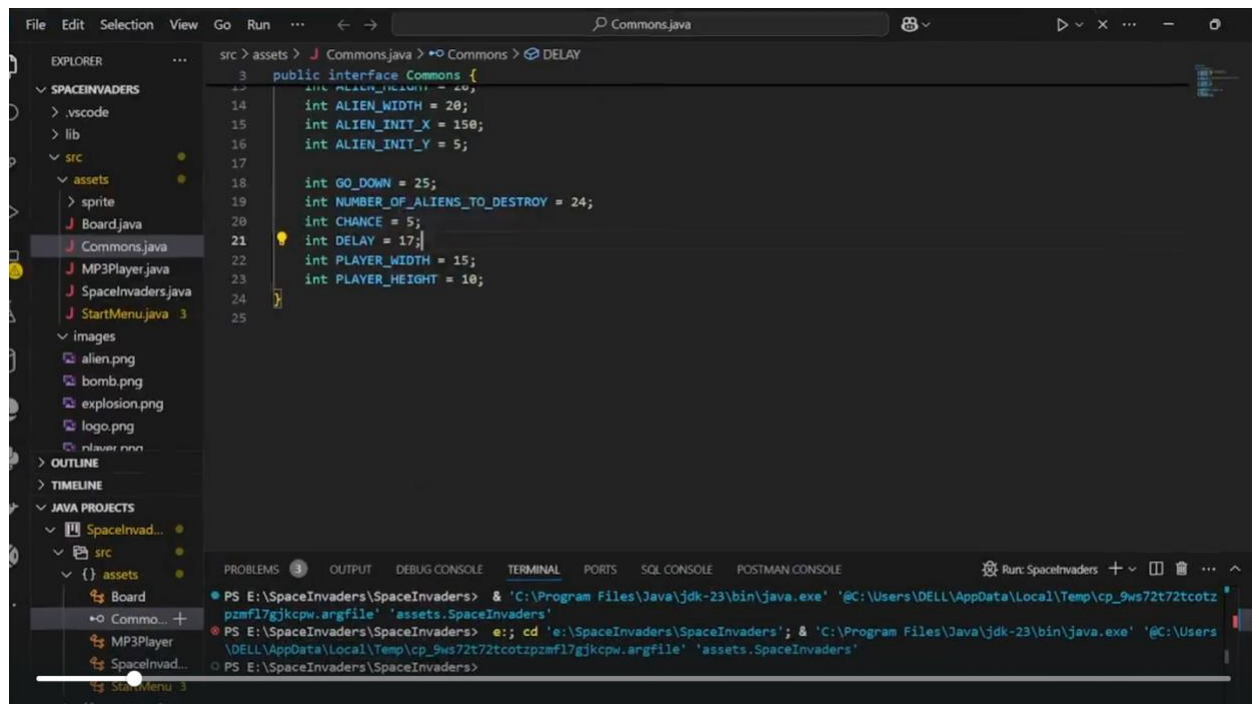 File Edit Selection View Go Run ··· Commons.java
EXPLORER ···
SPACEINVADERS
> .vscode
> lib
src
assets
> sprite
J Board.java
J Commons.java
J MP3Player.java
J SpaceInvaders.java
J StartMenu.java 3
images
alien.png
bomb.png
explosion.png
logo.png
player.png
> OUTLINE
> TIMELINE
JAVA PROJECTS
SpaceInvad...
src
{} assets
Board
Commo... +
MP3Player
SpaceInvad...
StartMenu 3
src > assets > J Commons.java > Commons > DELAY
3 public interface Commons {
13 int ALIEN_HEIGHT = 20;
14 int ALIEN_WIDTH = 20;
15 int ALIEN_INIT_X = 150;
16 int ALIEN_INIT_Y = 5;
17
18 int GO_DOWN = 25;
19 int NUMBER_OF_ALIENS_TO_DESTROY = 24;
20 int CHANCE = 5;
21 int DELAY = 17;
22 int PLAYER_WIDTH = 15;
23 int PLAYER_HEIGHT = 10;
24 }
25
PROBLEMS 3 OUTPUT DEBUG CONSOLE TERMINAL PORTS SQL CONSOLE POSTMAN CONSOLE Run: SpaceInvaders + ···
PS E:\SpaceInvaders\SpaceInvaders> & 'C:\Program Files\Java\jdk-23\bin\java.exe' '@C:\Users\DELL\AppData\Local\Temp\cp_9ws72t72tcotz
pzmfl7gjkcpw.argfile' 'assets.SpaceInvaders'
PS E:\SpaceInvaders\SpaceInvaders> e:; cd 'e:\SpaceInvaders\SpaceInvaders'; & 'C:\Program Files\Java\jdk-23\bin\java.exe' '@C:\Users
\DELL\AppData\Local\Temp\cp_9ws72t72tcotzpzmfl7gjkcpw.argfile' 'assets.SpaceInvaders'
PS E:\SpaceInvaders\SpaceInvaders>